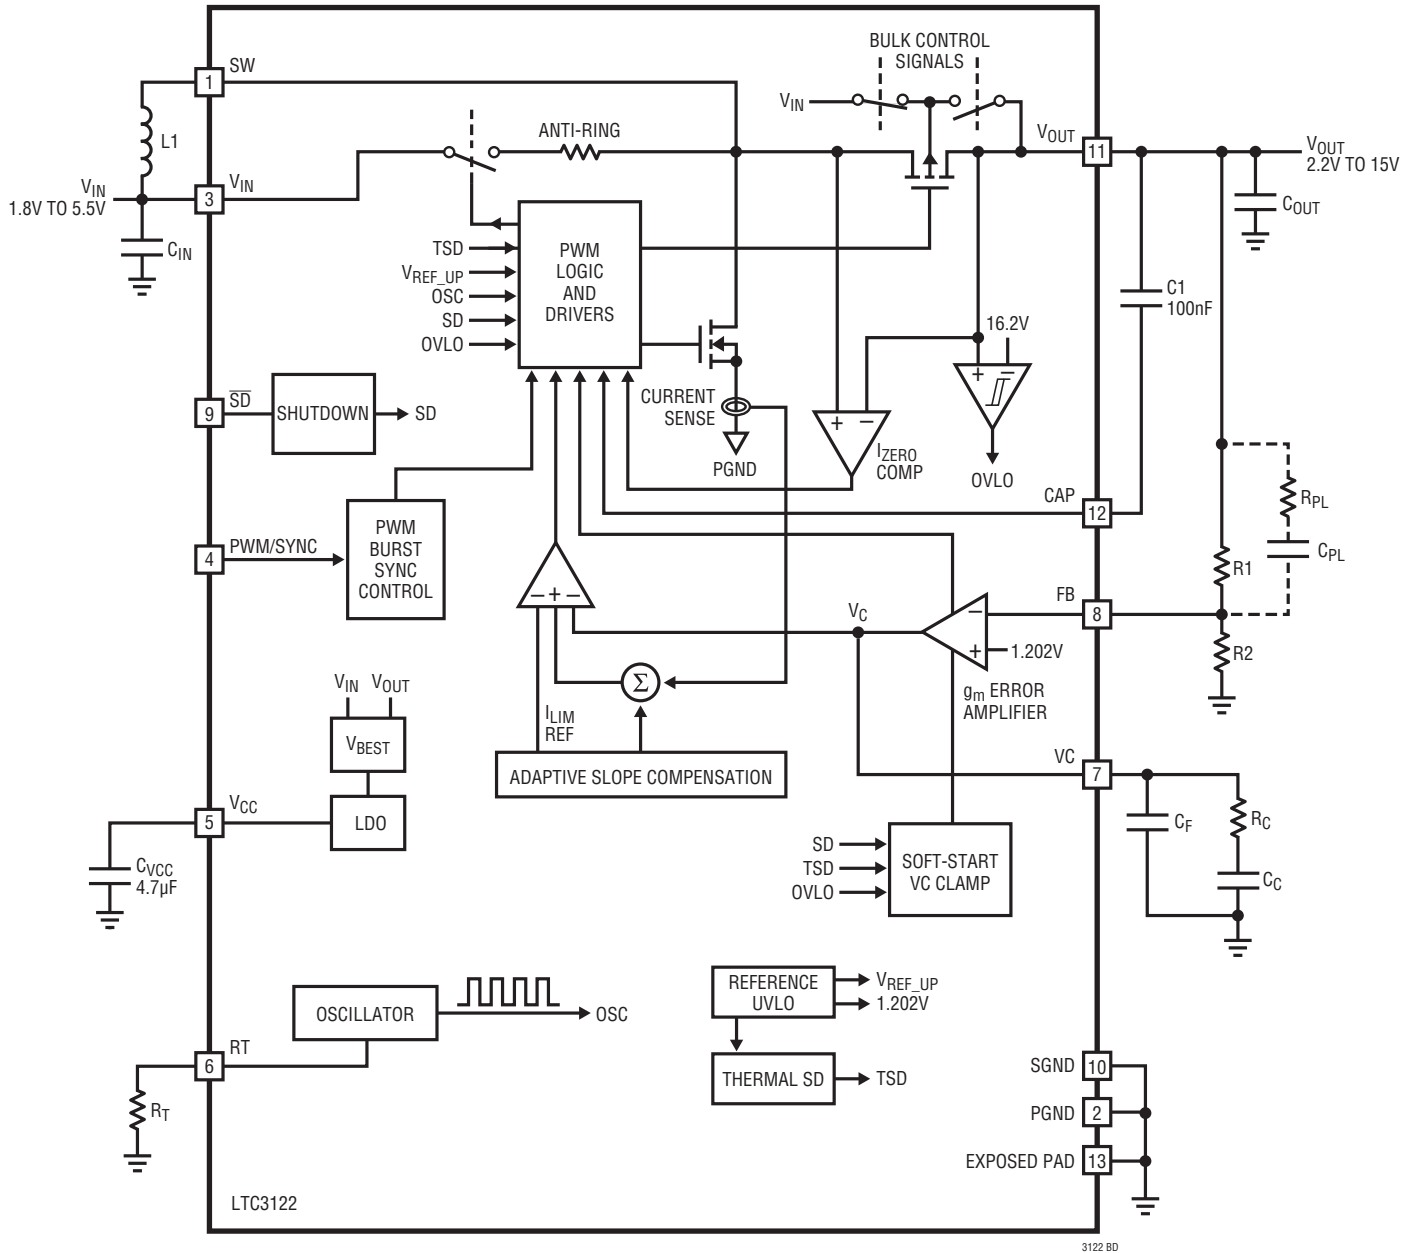 BULK CONTROL
SIGNALS
1
SW
VIN
L1
ANTI-RING
VOUT
11
VOUT
2.2V TO 15V
VIN
1.8V TO 5.5V
3
VIN
CIN
COUT
TSD
VREF_UP
OSC
SD
OVLO
PWM
LOGIC
AND
DRIVERS
C1
100nF
16.2V
+
–
9
SD
SHUTDOWN
SD
CURRENT
SENSE
PGND
+
–
IZERO
COMP
OVLO
CAP
12
RPL
CPL
4
PWM/SYNC
PWM
BURST
SYNC
CONTROL
– + –
VC
FB
8
–
+
1.202V
R1
R2
gm ERROR
AMPLIFIER
Σ
ILIM
REF
ADAPTIVE SLOPE COMPENSATION
VIN
VOUT
VBEST
LDO
5
VCC
CVCC
4.7µF
VC
7
CF
RC
CC
SD
TSD
OVLO
SOFT-START
VC CLAMP
OSCILLATOR
OSC
REFERENCE
UVLO
VREF_UP
1.202V
THERMAL SD
TSD
6
RT
RT
SGND
10
PGND
2
EXPOSED PAD
13
LTC3122
3122 BD